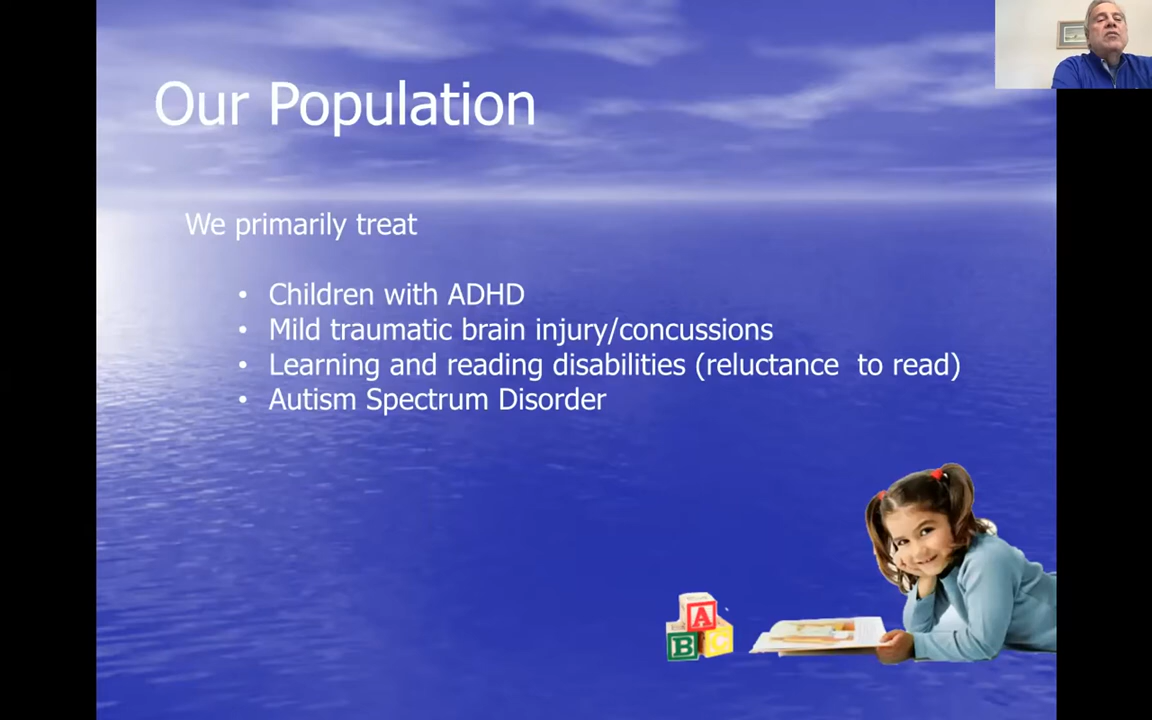 Our Population
We primarily treat
• Children with ADHD
• Mild traumatic brain injury/concussions
• Learning and reading disabilities (reluctance  to read)
• Autism Spectrum Disorder
A
B C